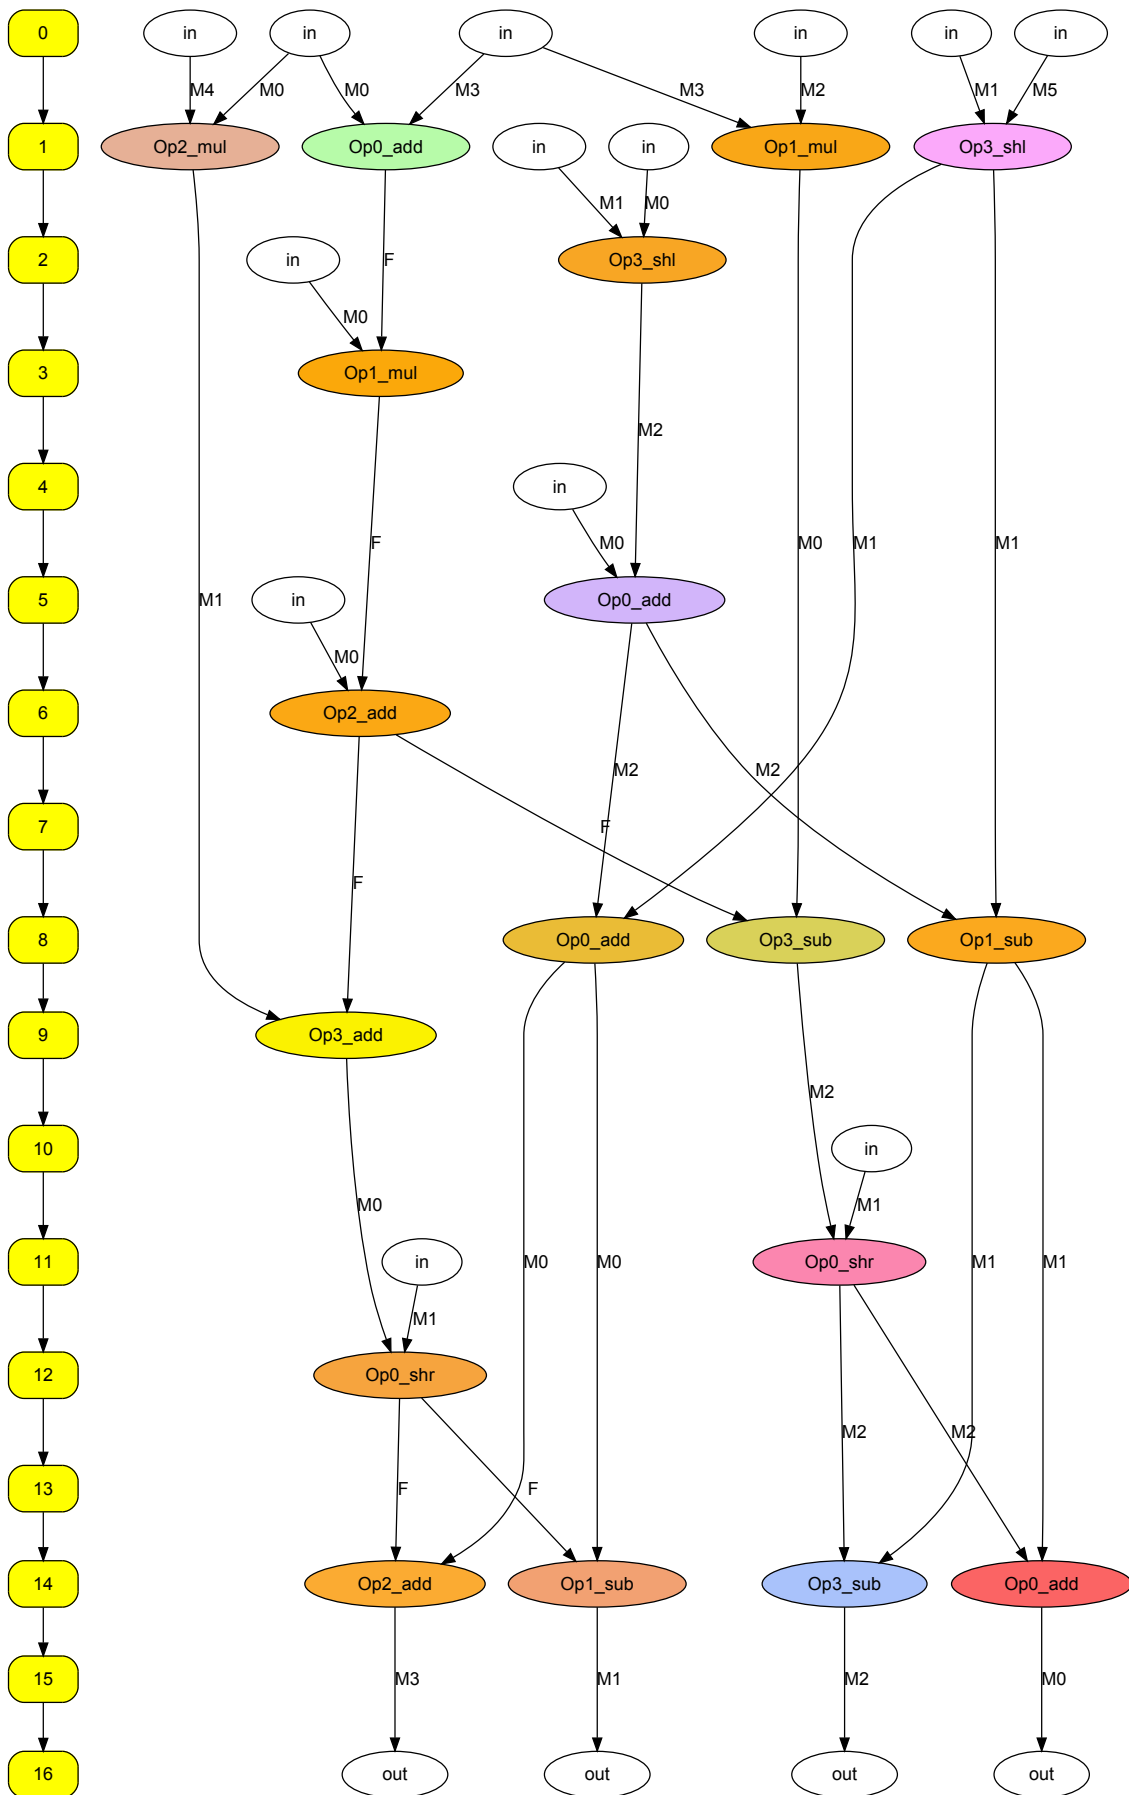 0 in in in in in in
M4 M0 M0 M3 M3 M2 M1 M5
1 Op2_mul Op0_add in in Op1_mul Op3_shl
M1 M0
2 in F Op3_shl
M0
3 Op1_mul
M2
4 in
F M0 M0 M1 M1
5 M1 in Op0_add
M0
6 Op2_add
M2 M2
7 F
F
8 Op0_add Op3_sub Op1_sub
9 Op3_add
M2
10 in
M0 M1
11 in M0 M0 Op0_shr M1 M1
M1
12 Op0_shr
M2 M2
13 F F
14 Op2_add Op1_sub Op3_sub Op0_add
15 M3 M1 M2 M0
16 out out out out